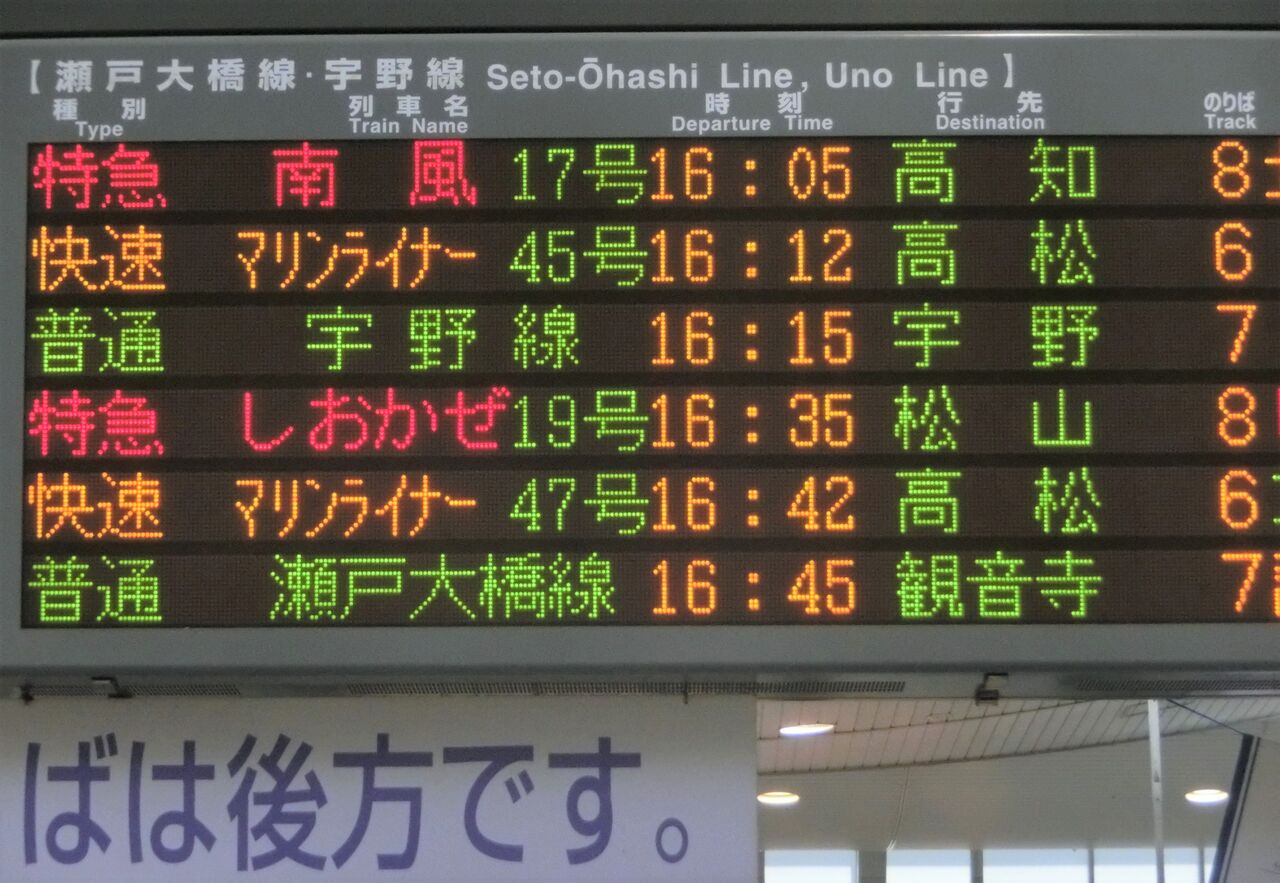 【瀬戸大橋線・宇野線 Seto-Ōhashi Line, Uno Line】
種別 列車名 時刻 行先 のりば
Type Train Name Departure Time Destination Track
特急 南風 17号 16:05 高知 8
快速 マリンライナー 45号 16:12 高松 6
普通 宇野線 16:15 宇野 7
特急 しおかぜ 19号 16:35 松山 8
快速 マリンライナー 47号 16:42 高松 6
普通 瀬戸大橋線 16:45 観音寺 7
ばは後方です。